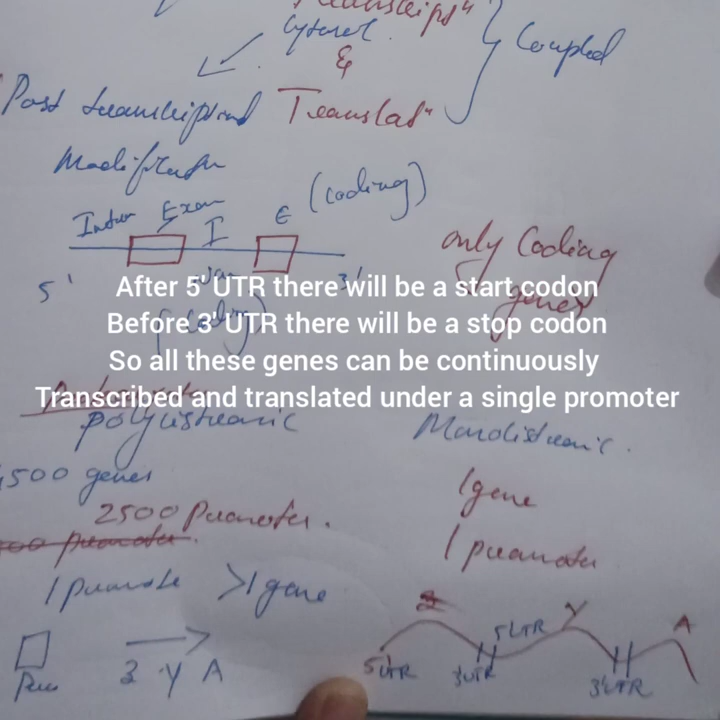 Transcript"
Cytosol
&
Coupled
Post transcriptional Translat"
Modification
Intron Exon I E (coding)
only Coding
genes
5' 3'
After 5' UTR there will be a start codon
Before 3' UTR there will be a stop codon
So all these genes can be continuously
Transcribed and translated under a single promoter
polycistronic Monocistronic.
4500 genes
1 gene
2500 Promoter.
1 promoter
1 promoter >1 gene
Z 5'UTR Y A
Z Y A 5'UTR 3'UTR 3'UTR